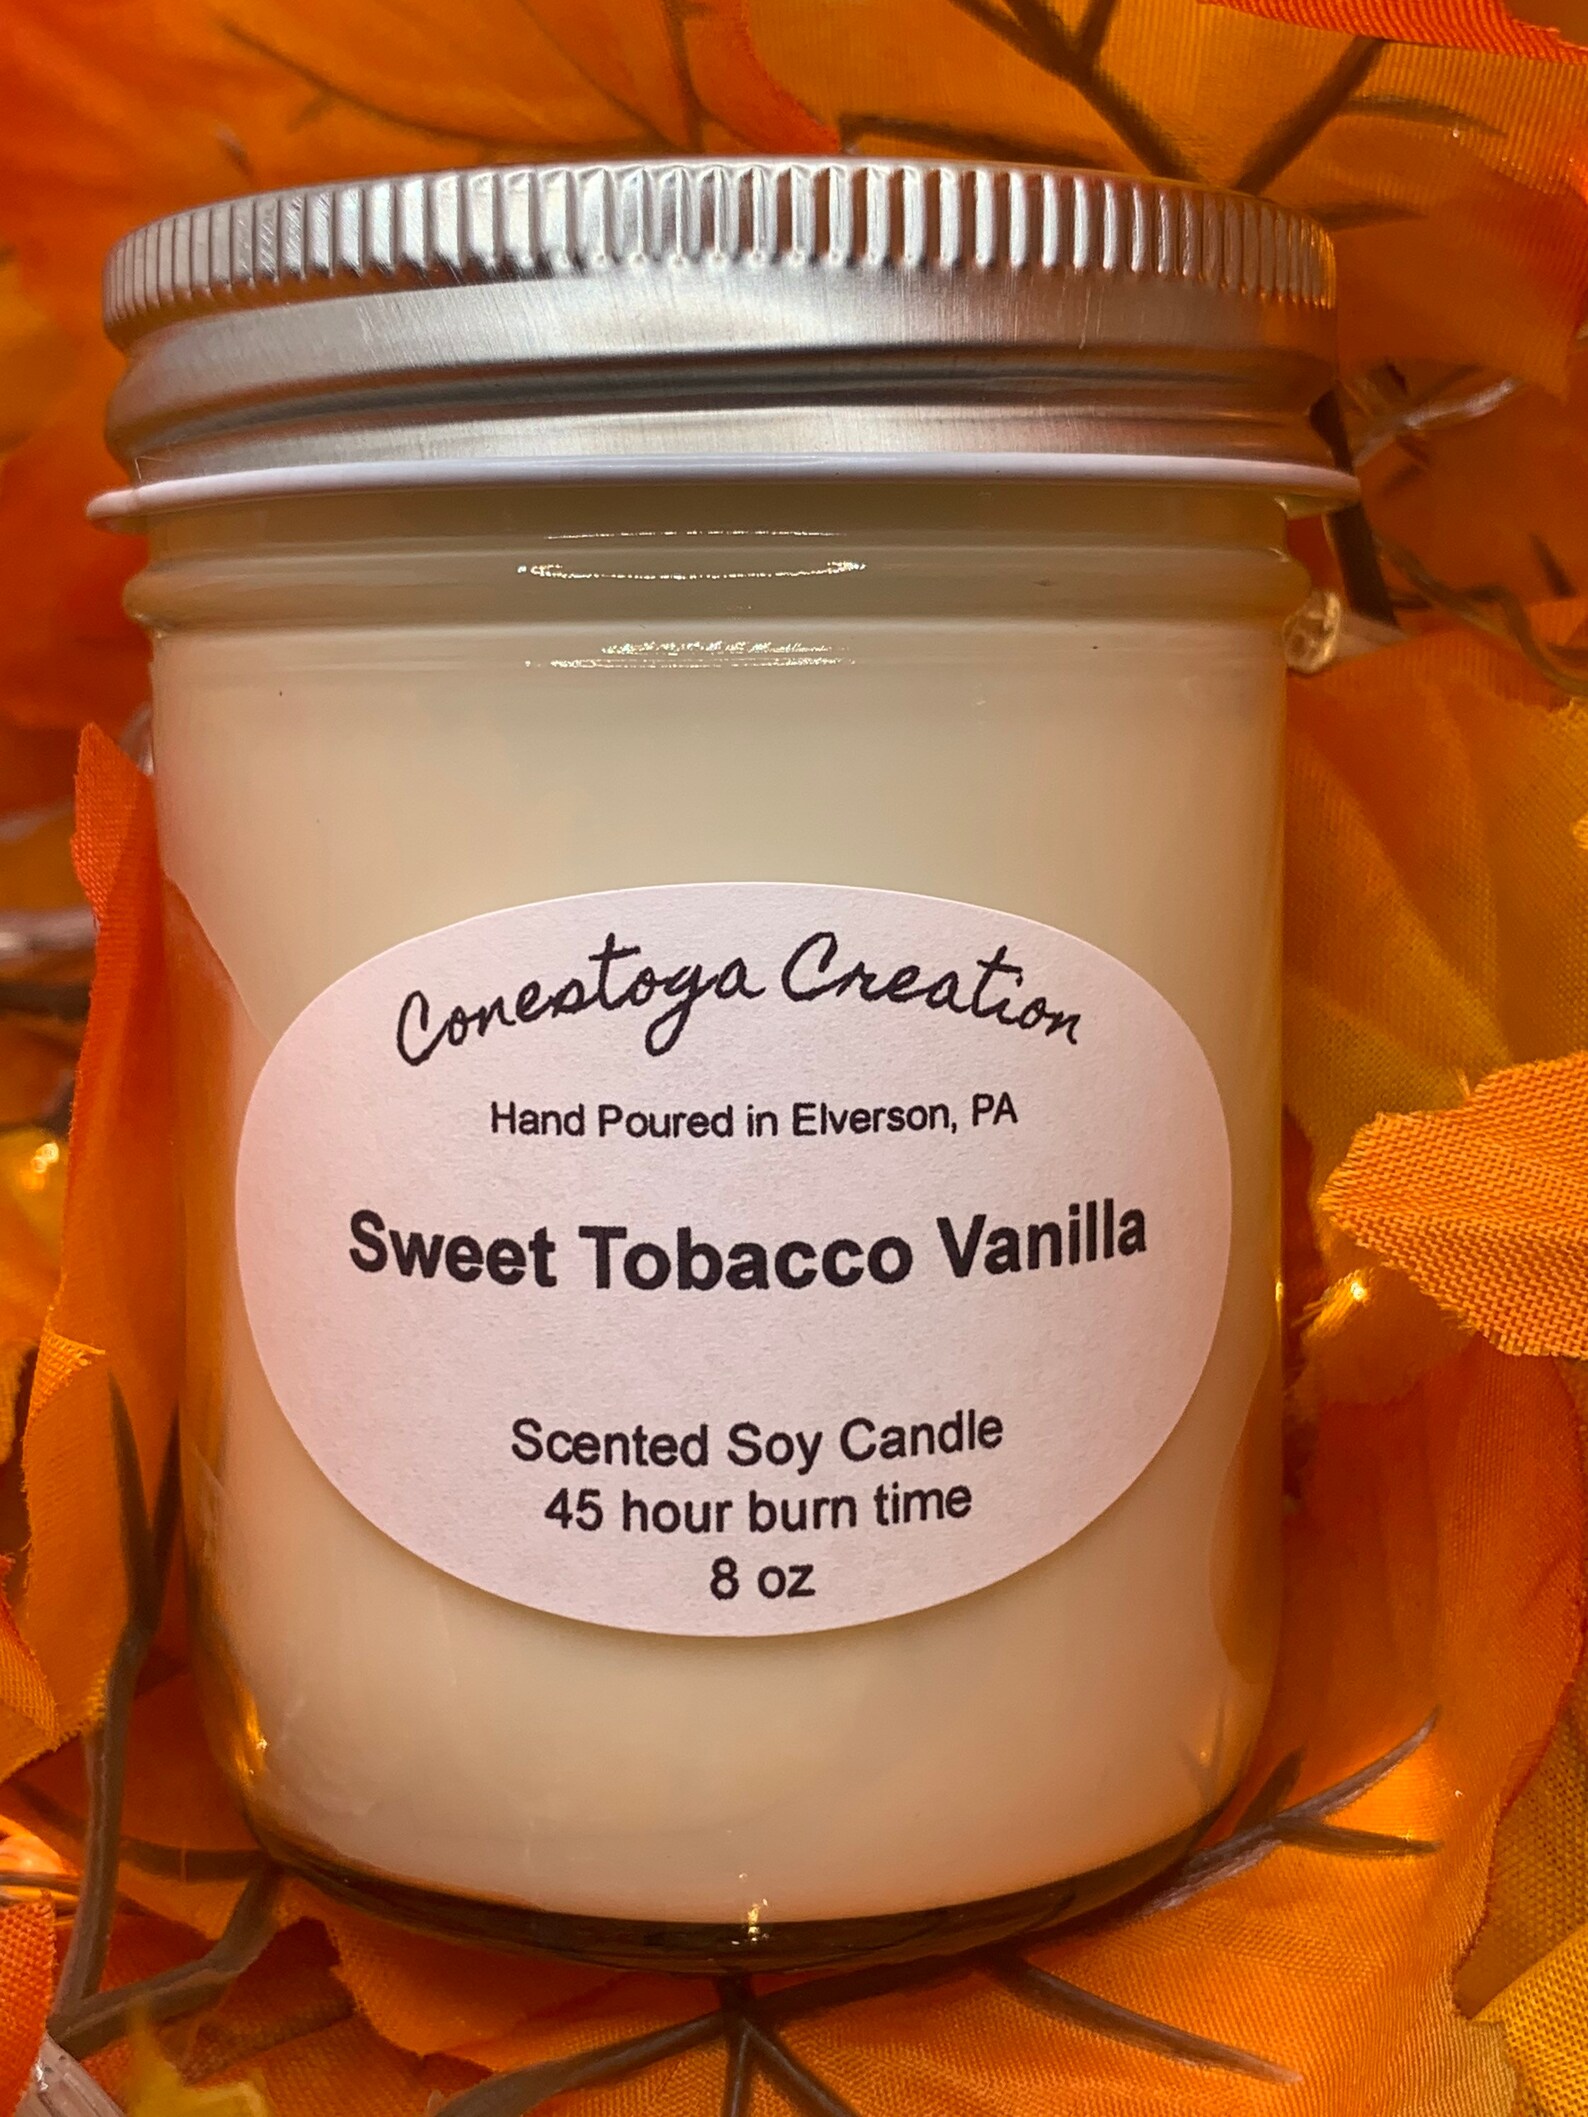 Conestoga Creation
Hand Poured in Elverson, PA
Sweet Tobacco Vanilla
Scented Soy Candle
45 hour burn time
8 oz